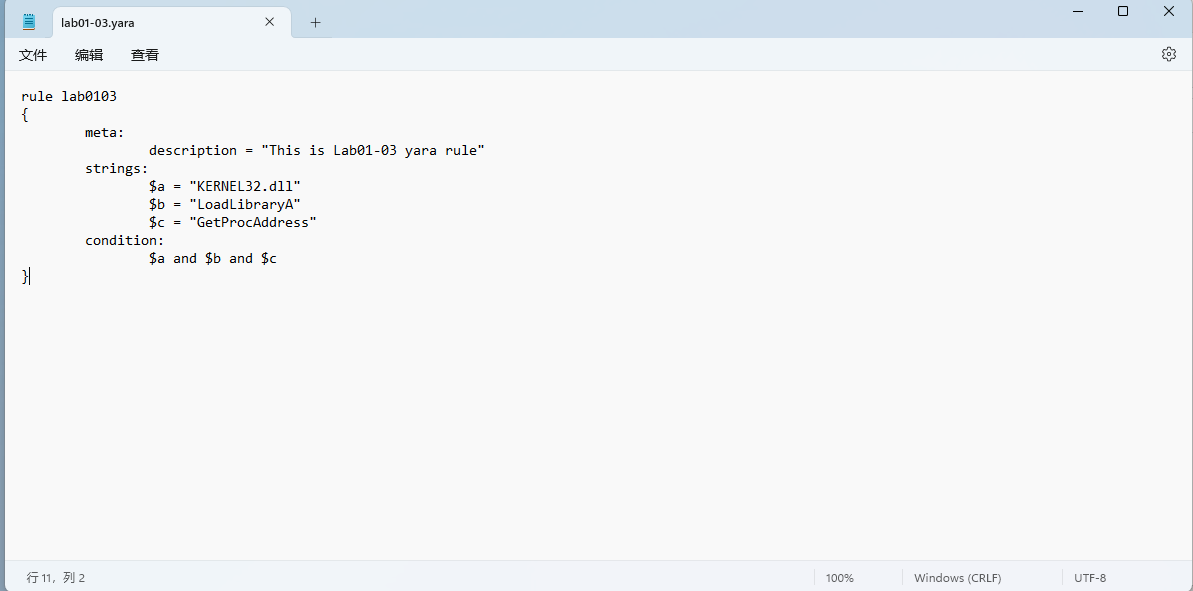 lab01-03.yara
文件 编辑 查看
rule lab0103
{
        meta:
                description = "This is Lab01-03 yara rule"
        strings:
                $a = "KERNEL32.dll"
                $b = "LoadLibraryA"
                $c = "GetProcAddress"
        condition:
                $a and $b and $c
}
行 11，列 2 100% Windows (CRLF) UTF-8